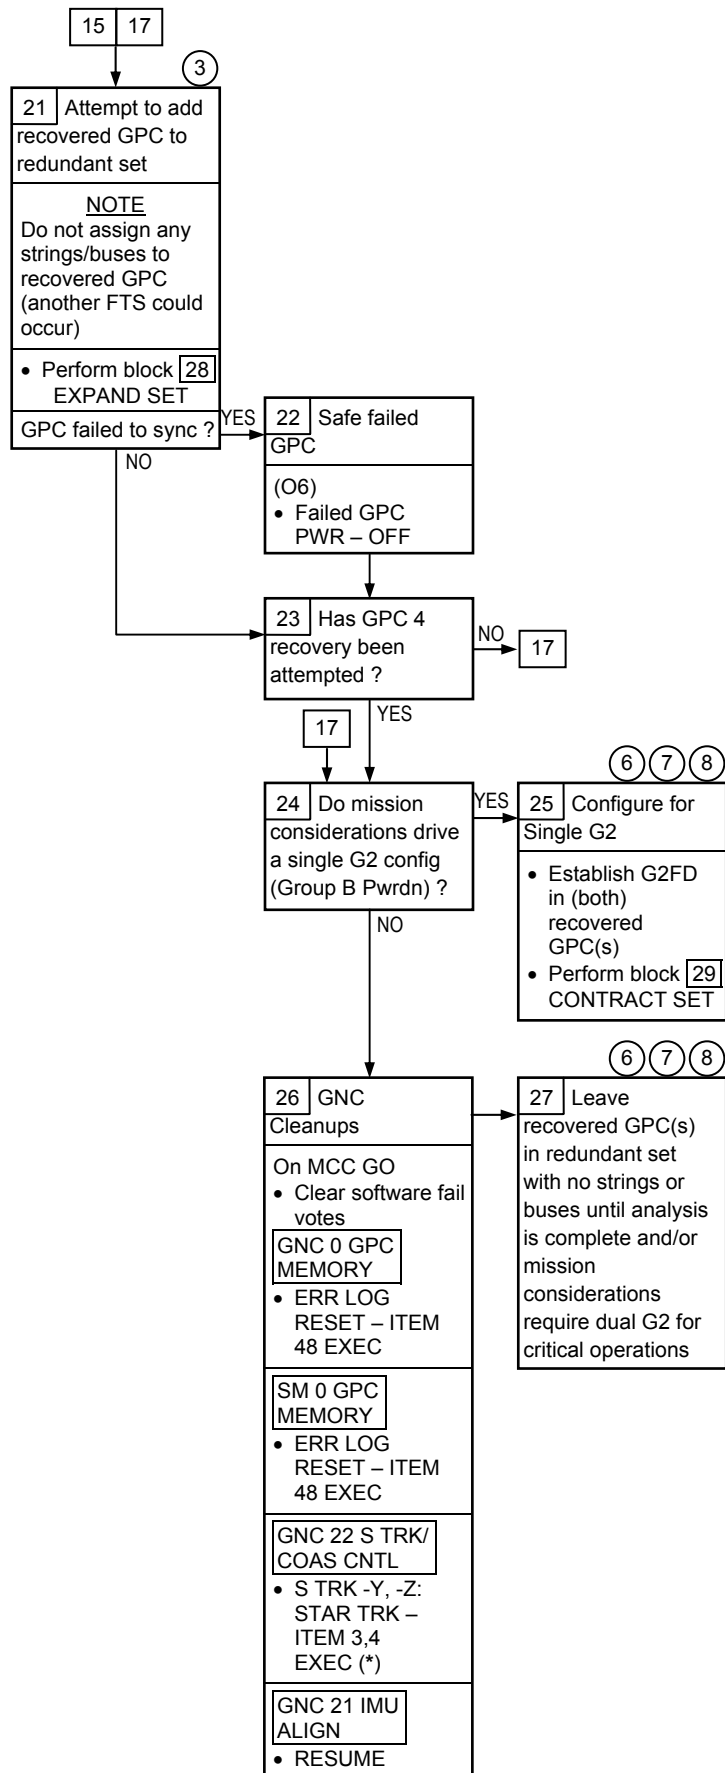 15 17
3
21 Attempt to add
recovered GPC to
redundant set
NOTE
Do not assign any
strings/buses to
recovered GPC
(another FTS could
occur)
• Perform block 28
EXPAND SET
GPC failed to sync ?
YES
NO
22 Safe failed
GPC
(O6)
• Failed GPC
PWR – OFF
23 Has GPC 4
recovery been
attempted ?
NO
17
YES
17
24 Do mission
considerations drive
a single G2 config
(Group B Pwrdn) ?
YES
NO
6 7 8
25 Configure for
Single G2
• Establish G2FD
in (both)
recovered
GPC(s)
• Perform block 29
CONTRACT SET
26 GNC
Cleanups
On MCC GO
• Clear software fail
votes
GNC 0 GPC
MEMORY
• ERR LOG
RESET – ITEM
48 EXEC
SM 0 GPC
MEMORY
• ERR LOG
RESET – ITEM
48 EXEC
GNC 22 S TRK/
COAS CNTL
• S TRK -Y, -Z:
STAR TRK –
ITEM 3,4
EXEC (*)
GNC 21 IMU
ALIGN
• RESUME
6 7 8
27 Leave
recovered GPC(s)
in redundant set
with no strings or
buses until analysis
is complete and/or
mission
considerations
require dual G2 for
critical operations